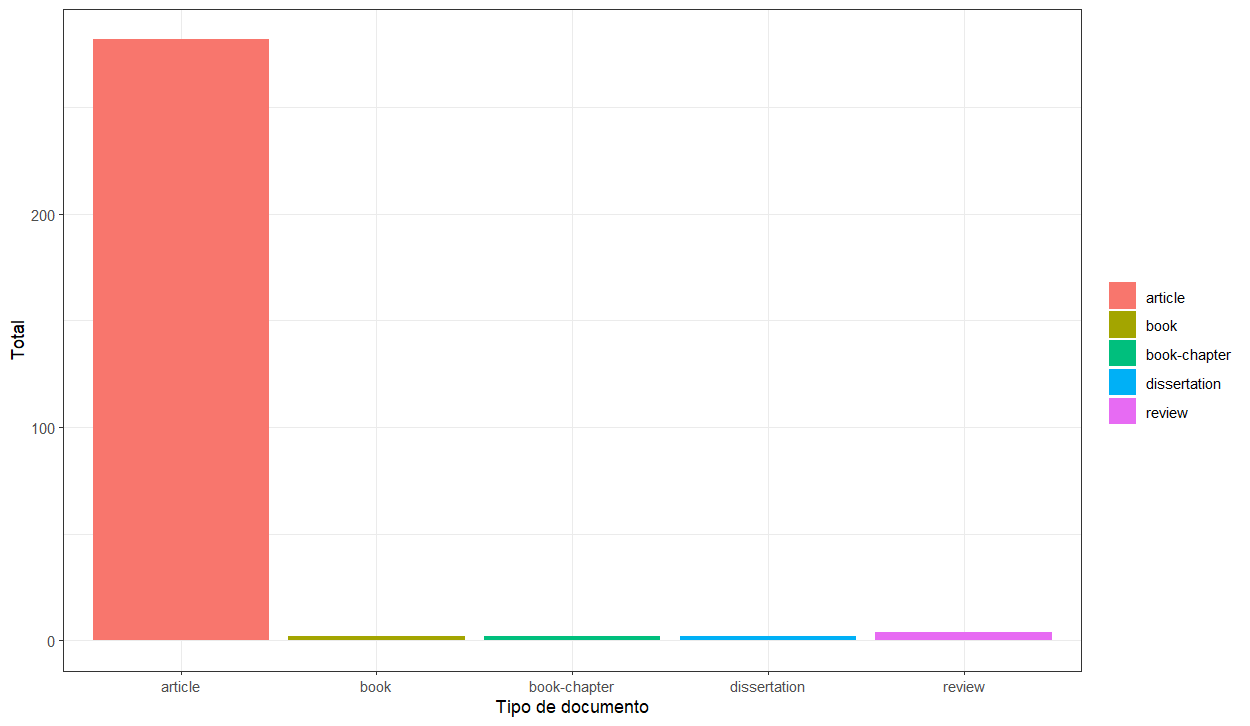 Total
200
100
0
article
book
book-chapter
dissertation
review
Tipo de documento
article
book
book-chapter
dissertation
review